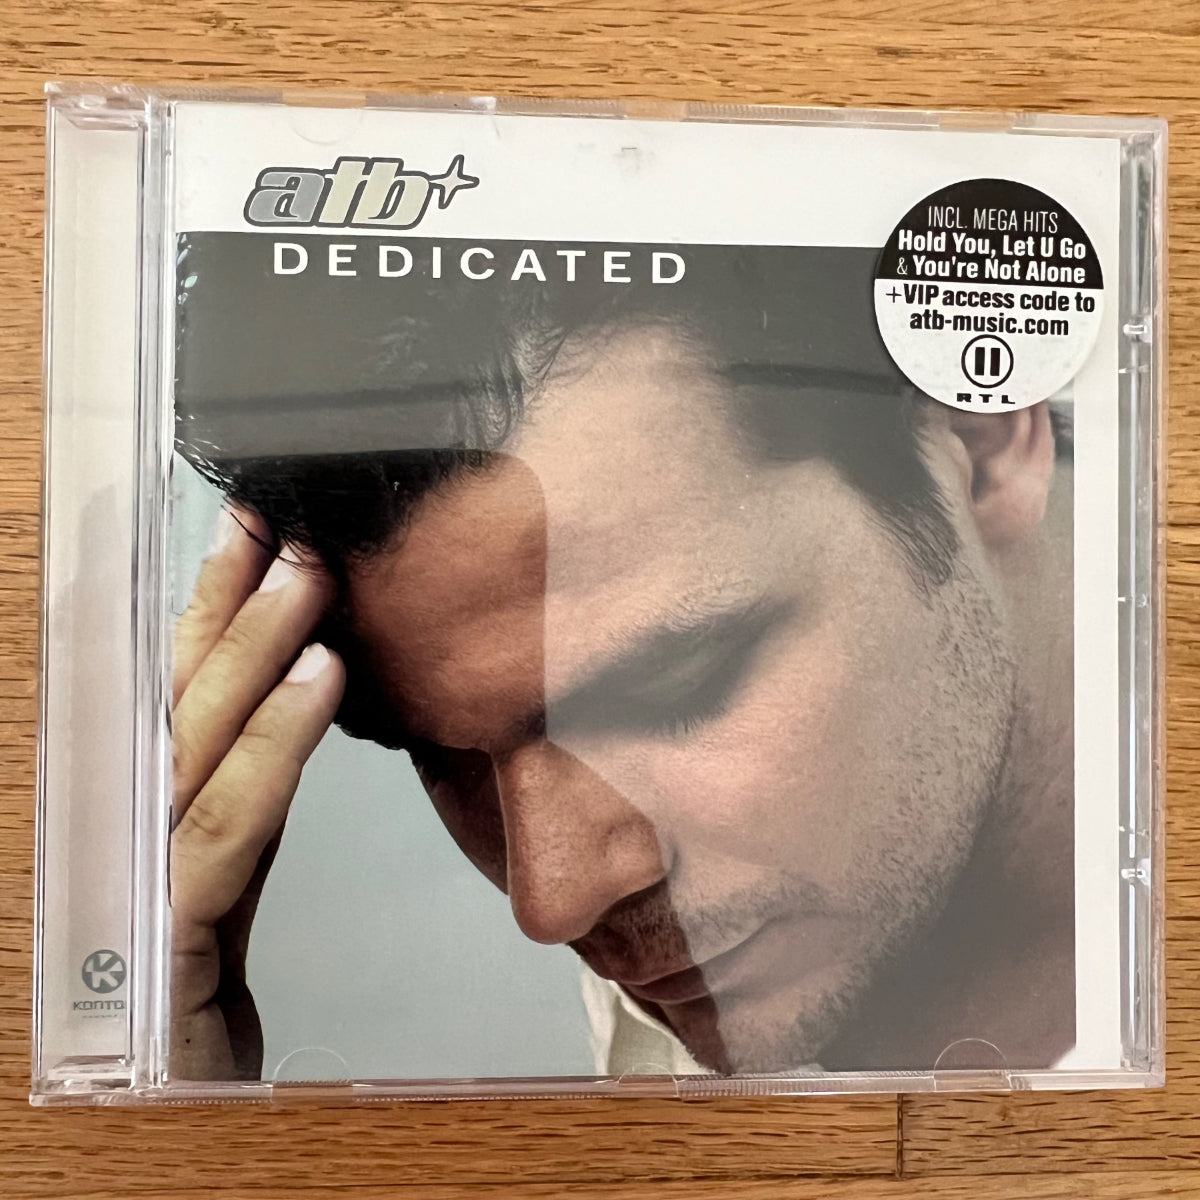 atb
DEDICATED
INCL. MEGA HITS
Hold You, Let U Go
& You're Not Alone
+VIP access code to
atb-music.com
II
RTL
K